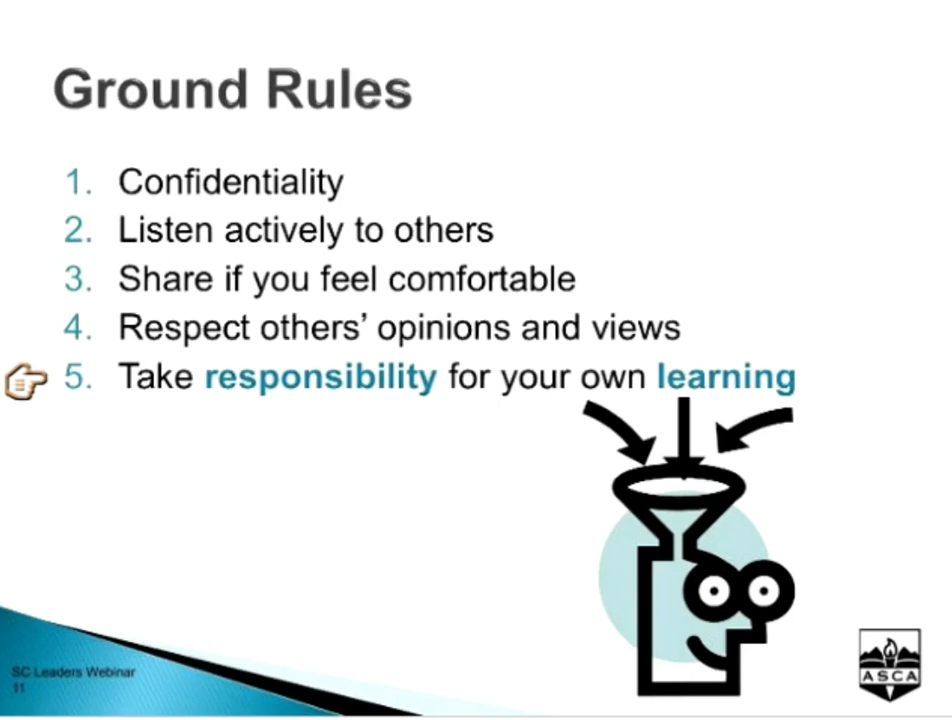 Ground Rules
1. Confidentiality
2. Listen actively to others
3. Share if you feel comfortable
4. Respect others’ opinions and views
5. Take responsibility for your own learning
SC Leaders Webinar
11
ASCA